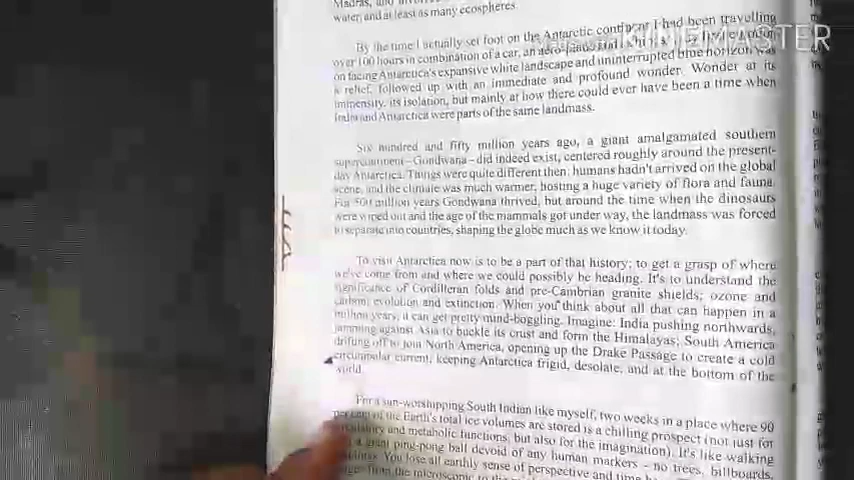 Madras, and
water, and at least as many ecospheres.
By the time I actually set foot on the Antarctic continent I had been travelling
over 100 hours in combination of a car, an aeroplane and a
KINEMASTER
on facing Antarctica's expansive white landscape and uninterrupted blue horizon was
a relief, followed up with an immediate and profound wonder. Wonder at its
immensity, its isolation, but mainly at how there could ever have been a time when
India and Antarctica were parts of the same landmass.
Six hundred and fifty million years ago, a giant amalgamated southern
supercontinent – Gondwana – did indeed exist, centered roughly around the present-
day Antarctica. Things were quite different then: humans hadn't arrived on the global
scene, and the climate was much warmer, hosting a huge variety of flora and fauna.
For 500 million years Gondwana thrived, but around the time when the dinosaurs
were wiped out and the age of the mammals got under way, the landmass was forced
to separate into countries, shaping the globe much as we know it today.
To visit Antarctica now is to be a part of that history; to get a grasp of where
we've come from and where we could possibly be heading. It's to understand the
significance of Cordilleran folds and pre-Cambrian granite shields; ozone and
carbon; evolution and extinction. When you think about all that can happen in a
million years, it can get pretty mind-boggling. Imagine: India pushing northwards,
jamming against Asia to buckle its crust and form the Himalayas; South America
drifting off to join North America, opening up the Drake Passage to create a cold
circumpolar current, keeping Antarctica frigid, desolate, and at the bottom of the
world.
For a sun-worshipping South Indian like myself, two weeks in a place where 90
per cent of the Earth's total ice volumes are stored is a chilling prospect (not just for
circulatory and metabolic functions, but also for the imagination). It's like walking
a giant ping-pong ball devoid of any human markers – no trees, billboards,
You lose all earthly sense of perspective and time
from the microscopic to the